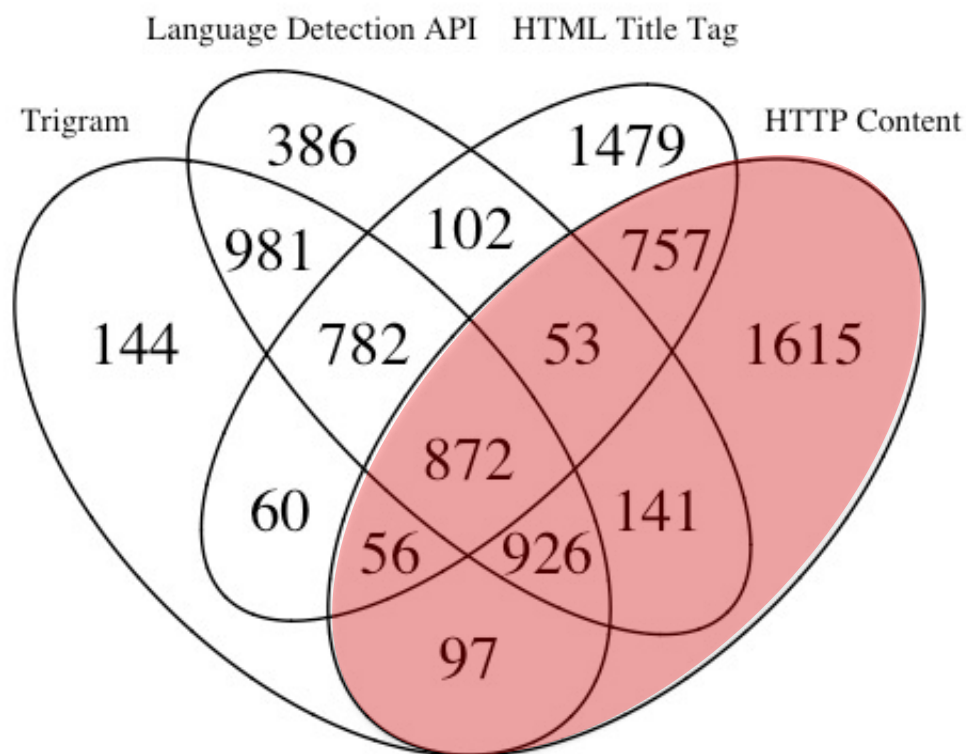 Language Detection API HTML Title Tag
Trigram HTTP Content
386 1479
981 102 757
144 782 53 1615
872
60 141
56 926
97